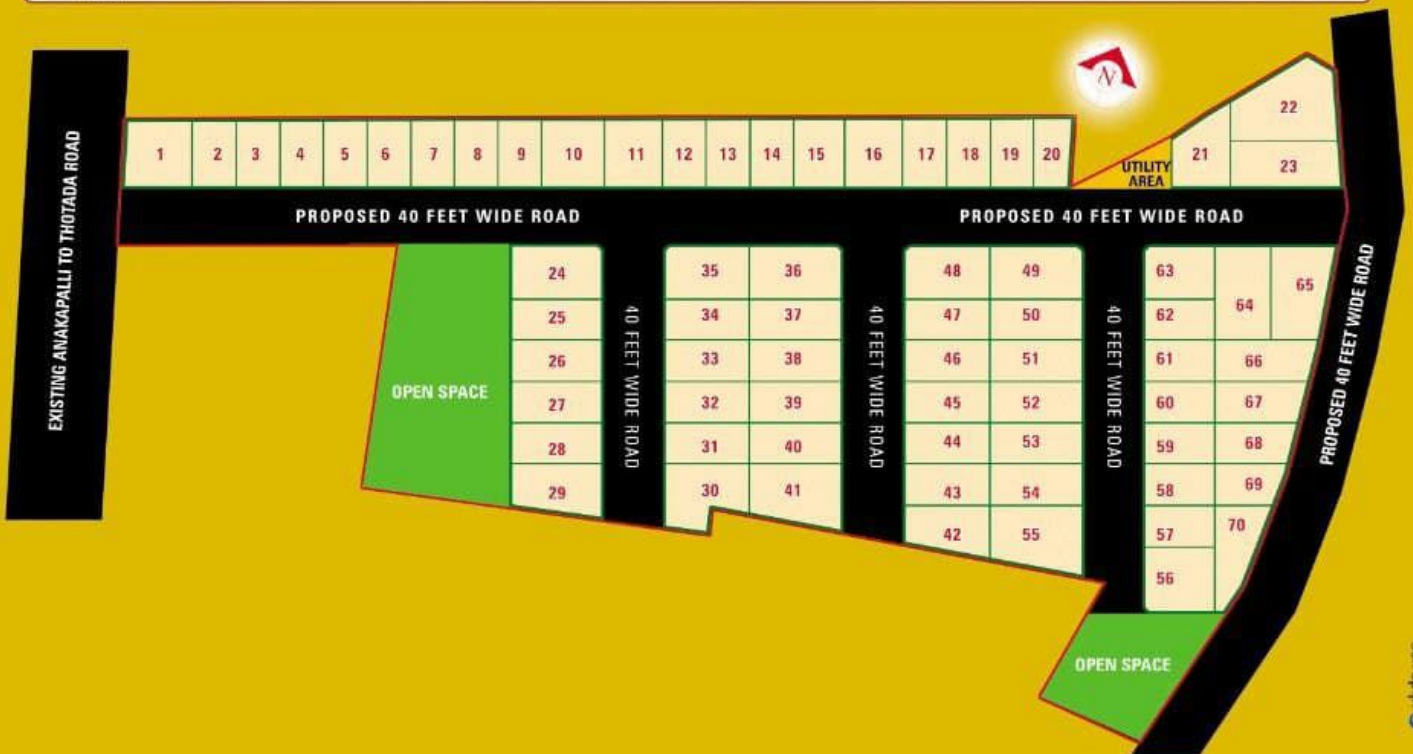 N
22
1 2 3 4 5 6 7 8 9 10 11 12 13 14 15 16 17 18 19 20
UTILITY
AREA
21
23
EXISTING ANAKAPALLI TO THOTADA ROAD
PROPOSED 40 FEET WIDE ROAD
PROPOSED 40 FEET WIDE ROAD
OPEN SPACE
24
25
26
27
28
29
40 FEET WIDE ROAD
35 36
34 37
33 38
32 39
31 40
30 41
40 FEET WIDE ROAD
48 49
47 50
46 51
45 52
44 53
43 54
42 55
40 FEET WIDE ROAD
63
62
61
60
59
58
57
56
64
65
66
67
68
69
70
PROPOSED 40 FEET WIDE ROAD
OPEN SPACE